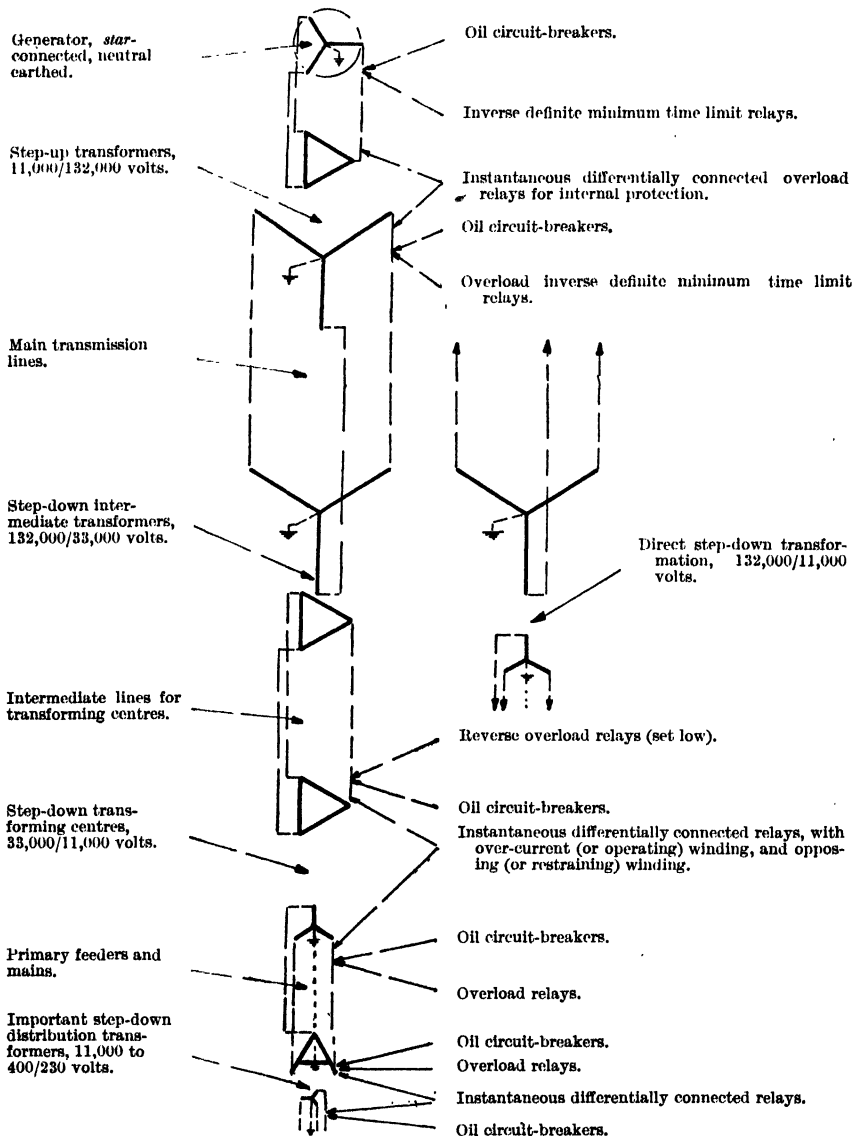 Generator, star-
connected, neutral
earthed.
Oil circuit-breakers.
Inverse definite minimum time limit relays.
Step-up transformers,
11,000/132,000 volts.
Instantaneous differentially connected overload
relays for internal protection.
Oil circuit-breakers.
Overload inverse definite minimum time limit
relays.
Main transmission
lines.
Step-down inter-
mediate transformers,
132,000/33,000 volts.
Direct step-down transfor-
mation, 132,000/11,000
volts.
Intermediate lines for
transforming centres.
Reverse overload relays (set low).
Step-down trans-
forming centres,
33,000/11,000 volts.
Oil circuit-breakers.
Instantaneous differentially connected relays, with
over-current (or operating) winding, and oppos-
ing (or restraining) winding.
Primary feeders and
mains.
Oil circuit-breakers.
Overload relays.
Important step-down
distribution trans-
formers, 11,000 to
400/230 volts.
Oil circuit-breakers.
Overload relays.
Instantaneous differentially connected relays.
Oil circuit-breakers.